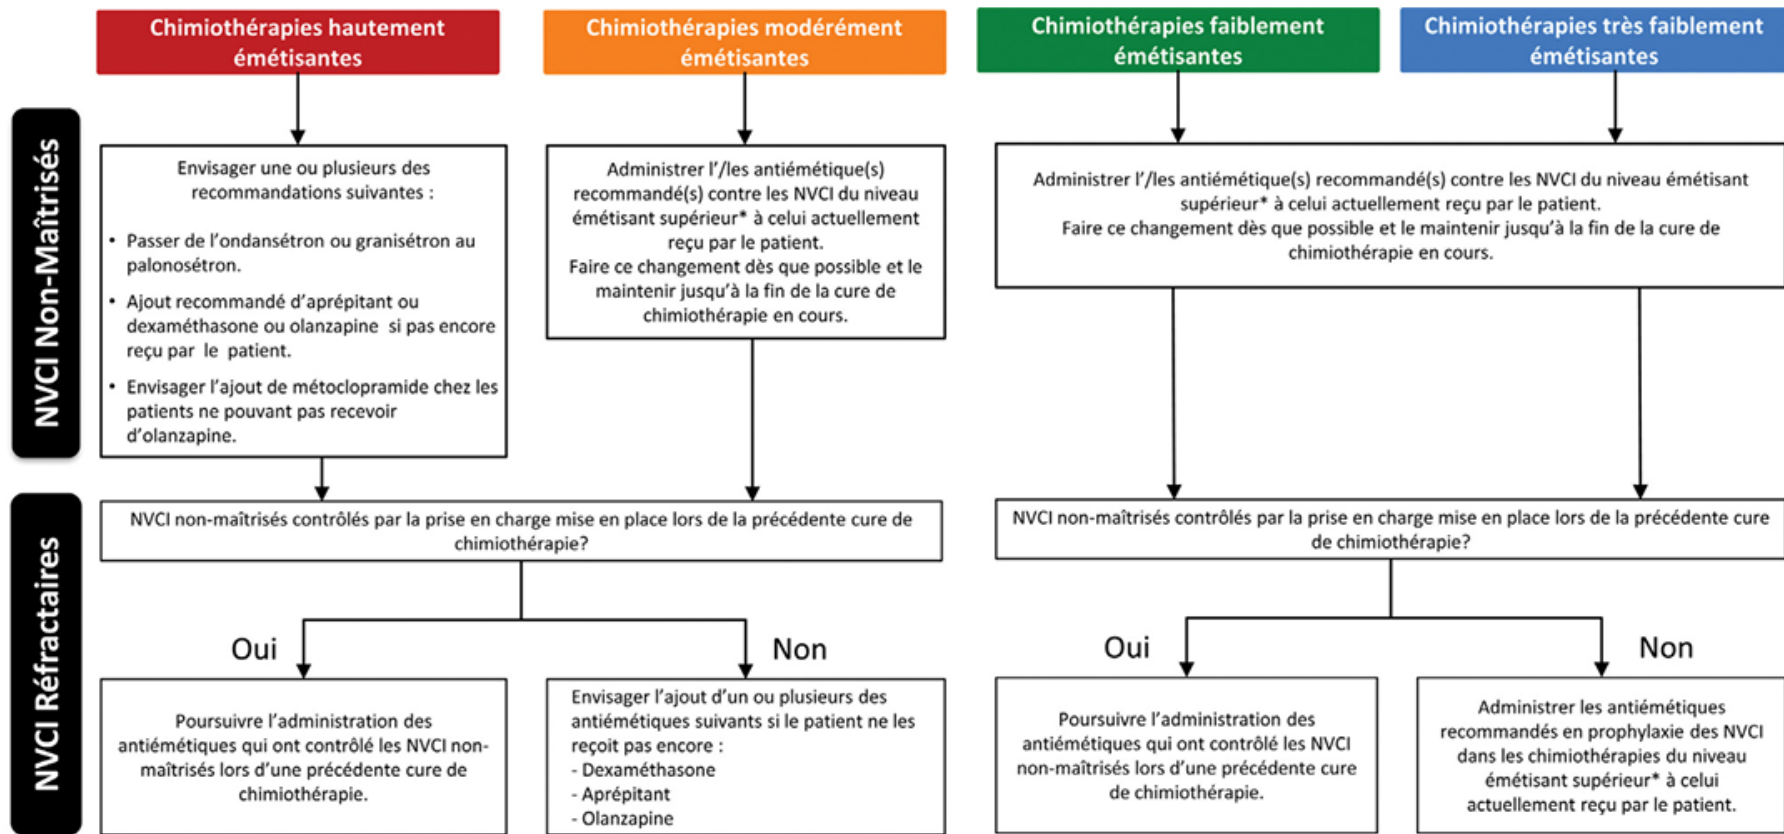 Chimiothérapies hautement
émétisantes
Chimiothérapies modérément
émétisantes
Chimiothérapies faiblement
émétisantes
Chimiothérapies très faiblement
émétisantes
NVCI Non-Maîtrisés
Envisager une ou plusieurs des
recommandations suivantes :
• Passer de l’ondansétron ou granisétron au
palonosétron.
• Ajout recommandé d’aprépitant ou
dexaméthasone ou olanzapine si pas encore
reçu par le patient.
• Envisager l’ajout de métoclopramide chez les
patients ne pouvant pas recevoir
d’olanzapine.
Administrer l’/les antiémétique(s)
recommandé(s) contre les NVCI du niveau
émétisant supérieur* à celui actuellement
reçu par le patient.
Faire ce changement dès que possible et le
maintenir jusqu’à la fin de la cure de
chimiothérapie en cours.
Administrer l’/les antiémétique(s) recommandé(s) contre les NVCI du niveau émétisant
supérieur* à celui actuellement reçu par le patient.
Faire ce changement dès que possible et le maintenir jusqu’à la fin de la cure de
chimiothérapie en cours.
NVCI Réfractaires
NVCI non-maîtrisés contrôlés par la prise en charge mise en place lors de la précédente cure de
chimiothérapie?
NVCI non-maîtrisés contrôlés par la prise en charge mise en place lors de la précédente cure
de chimiothérapie?
Oui
Non
Oui
Non
Poursuivre l’administration des
antiémétiques qui ont contrôlé les NVCI non-
maîtrisés lors d’une précédente cure de
chimiothérapie.
Envisager l’ajout d’un ou plusieurs des
antiémétiques suivants si le patient ne les
reçoit pas encore :
- Dexaméthasone
- Aprépitant
- Olanzapine
Poursuivre l’administration des
antiémétiques qui ont contrôlé les NVCI
non-maîtrisés lors d’une précédente cure
de chimiothérapie.
Administrer les antiémétiques
recommandés en prophylaxie des NVCI
dans les chimiothérapies du niveau
émétisant supérieur* à celui
actuellement reçu par le patient.